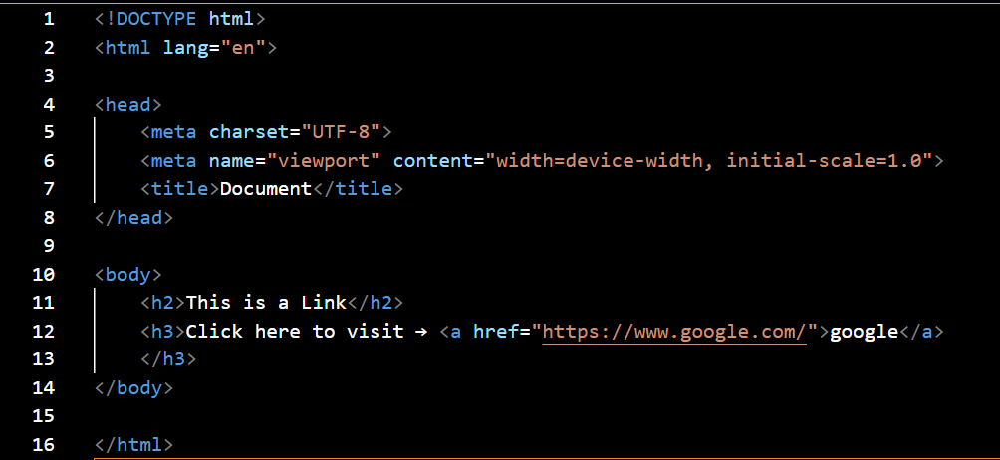 1 <!DOCTYPE html>
2 <html lang="en">
3
4 <head>
5     <meta charset="UTF-8">
6     <meta name="viewport" content="width=device-width, initial-scale=1.0">
7     <title>Document</title>
8 </head>
9
10 <body>
11     <h2>This is a Link</h2>
12     <h3>Click here to visit → <a href="https://www.google.com/">google</a>
13     </h3>
14 </body>
15
16 </html>